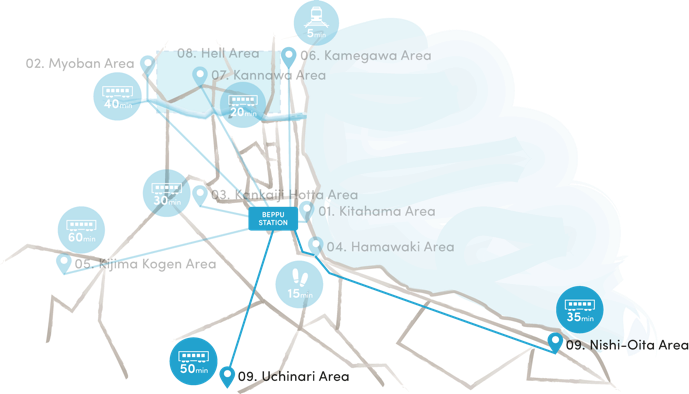 5min
08. Hell Area
06. Kamegawa Area
02. Myoban Area
07. Kannawa Area
40min
20min
30min
03. Kankaiji Hotta Area
01. Kitahama Area
BEPPU
STATION
60min
04. Hamawaki Area
05. Kijima Kogen Area
15min
35min
09. Nishi-Oita Area
50min
09. Uchinari Area